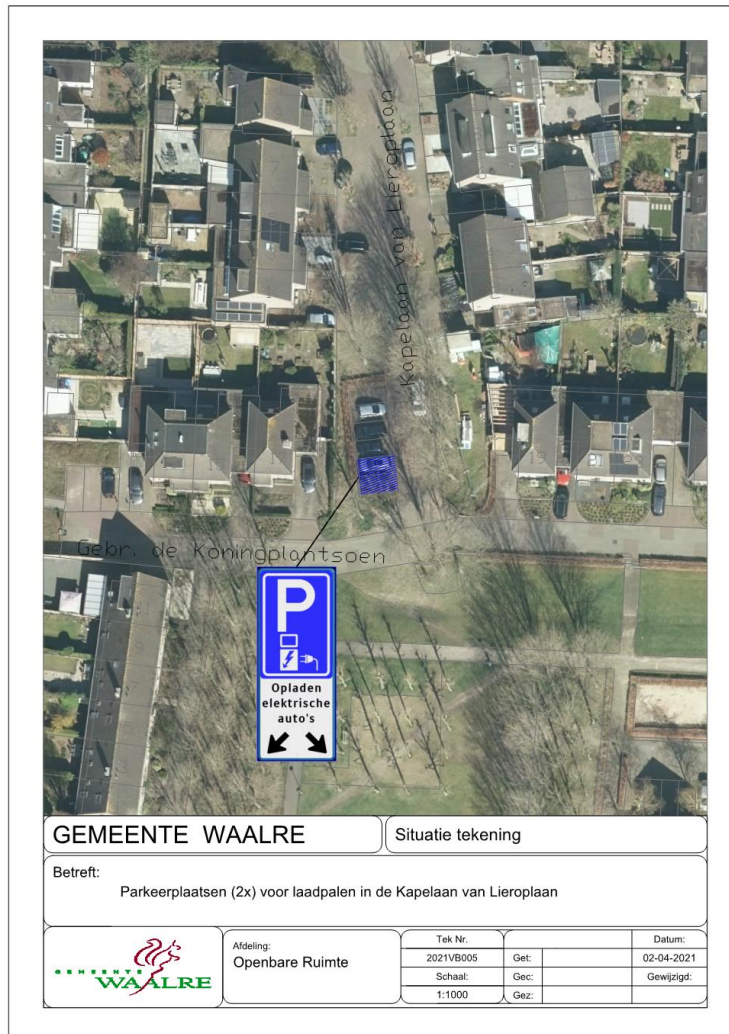 Kapelaan van Lieroplaan
Gebr. de Koningplantsoen
P
Opladen
elektrische
auto's
GEMEENTE WAALRE
Situatie tekening
Betreft:
Parkeerplaatsen (2x) voor laadpalen in de Kapelaan van Lieroplaan
GEMEENTE
WAALRE
Afdeling:
Openbare Ruimte
Tek Nr.
2021VB005
Schaal:
1:1000
Get:
Gec:
Gez:
Datum:
02-04-2021
Gewijzigd: